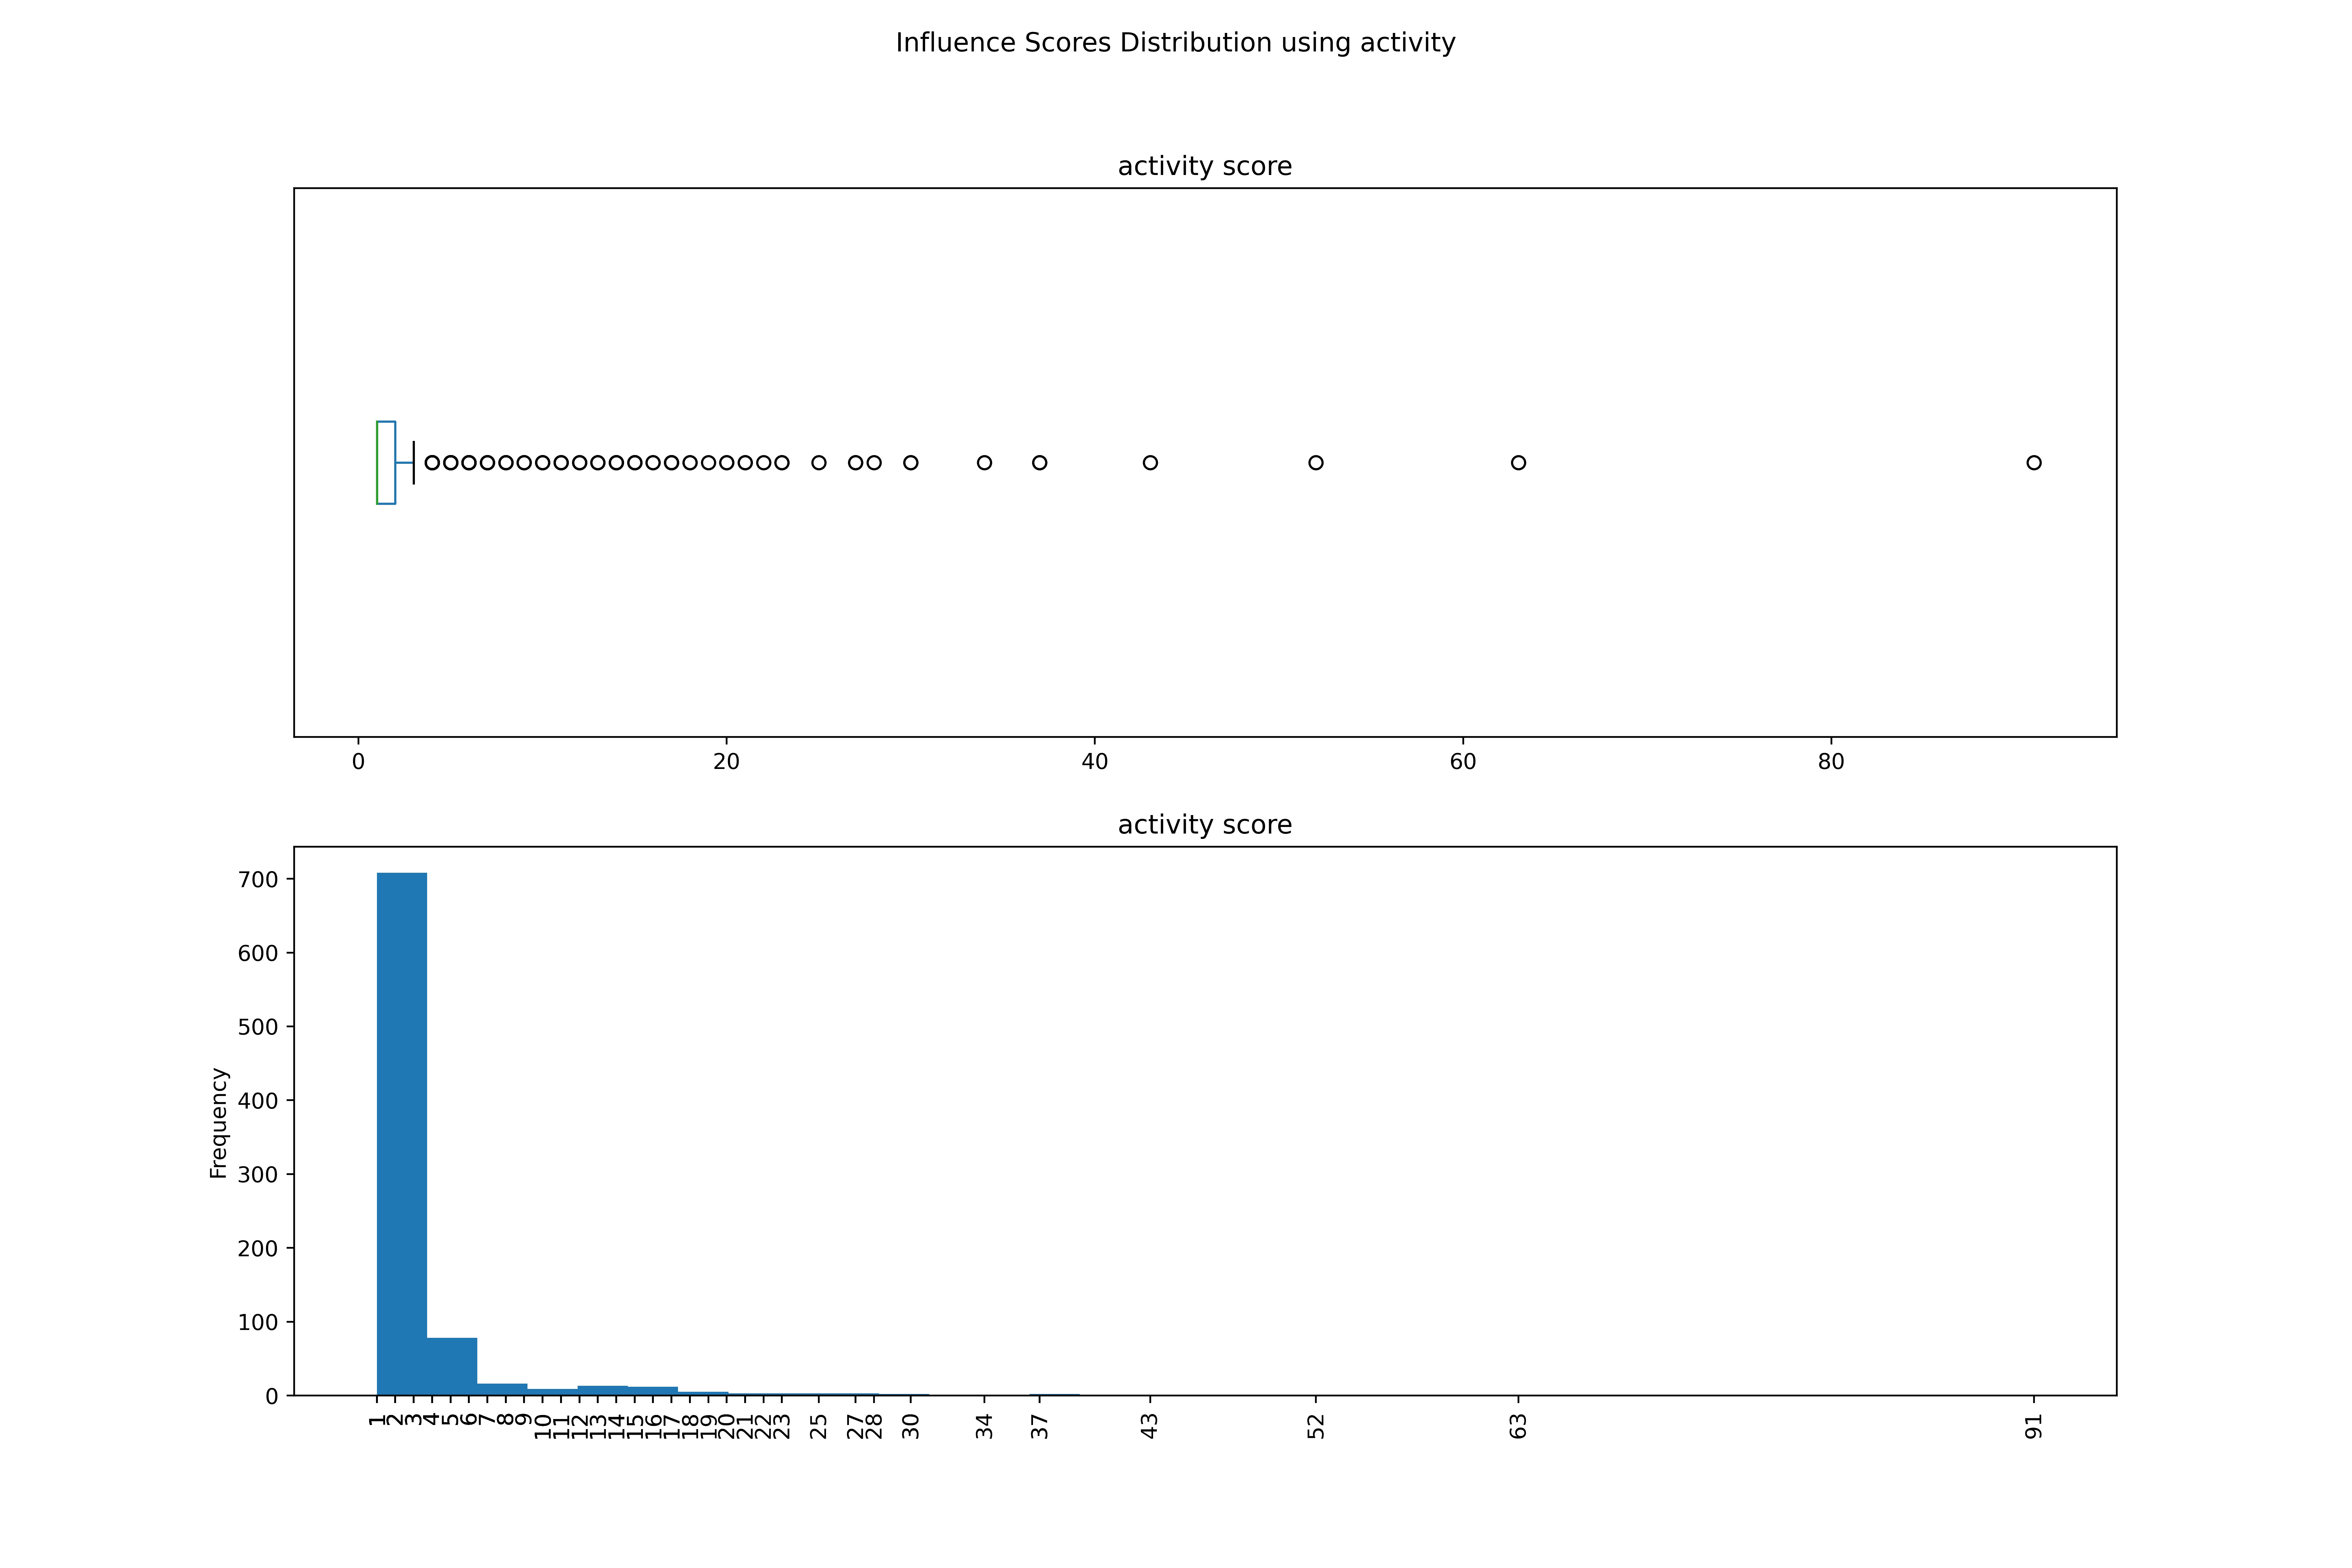 Influence Scores Distribution using activity
activity score
0 20 40 60 80
activity score
Frequency
700
600
500
400
300
200
100
0
1 2 3 4 5 6 7 8 9 10 11 12 13 14 15 16 17 18 19 20 21 22 23 25 27 28 30 34 37 43 52 63 91